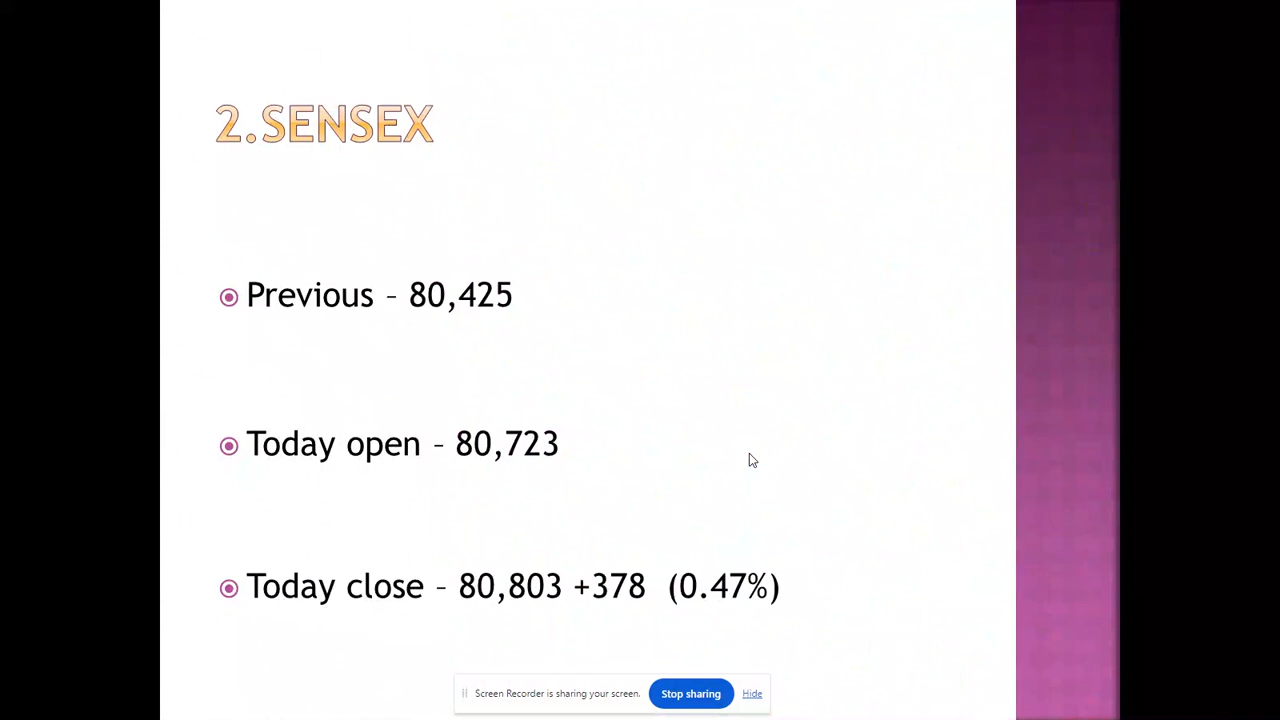 2.SENSEX
Previous – 80,425
Today open – 80,723
Today close – 80,803 +378 (0.47%)
Screen Recorder is sharing your screen. Stop sharing Hide